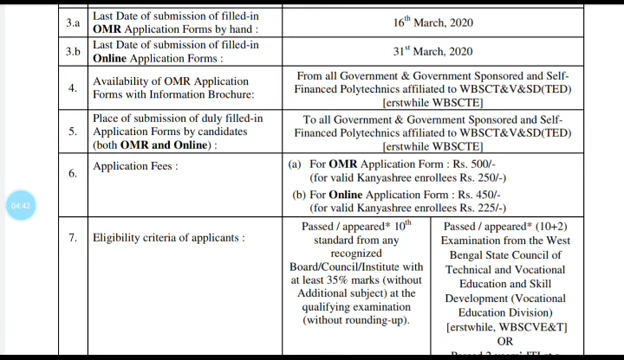 3.a
Last Date of submission of filled-in
OMR Application Forms by hand :
16th March, 2020
3.b
Last Date of submission of filled-in
Online Application Forms :
31st March, 2020
4.
Availability of OMR Application
Forms with Information Brochure:
From all Government & Government Sponsored and Self-
Financed Polytechnics affiliated to WBSCT&V&SD(TED)
[erstwhile WBSCTE]
5.
Place of submission of duly filled-in
Application Forms by candidates
(both OMR and Online) :
To all Government & Government Sponsored and Self-
Financed Polytechnics affiliated to WBSCT&V&SD(TED)
[erstwhile WBSCTE]
6.
Application Fees :
(a) For OMR Application Form : Rs. 500/-
(for valid Kanyashree enrollees Rs. 250/-)
(b) For Online Application Form : Rs. 450/-
(for valid Kanyashree enrollees Rs. 225/-)
04:42
7.
Eligibility criteria of applicants :
Passed / appeared* 10th
standard from any
recognized
Board/Council/Institute with
at least 35% marks (without
Additional subject) at the
qualifying examination
(without rounding-up).
Passed / appeared* (10+2)
Examination from the West
Bengal State Council of
Technical and Vocational
Education and Skill
Development (Vocational
Education Division)
[erstwhile, WBSCVE&T]
OR